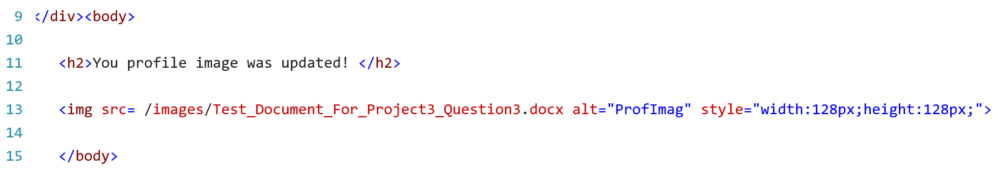 9 </div><body>
10
11 <h2>You profile image was updated! </h2>
12
13 <img src= /images/Test_Document_For_Project3_Question3.docx alt="ProfImag" style="width:128px;height:128px;">
14
15 </body>